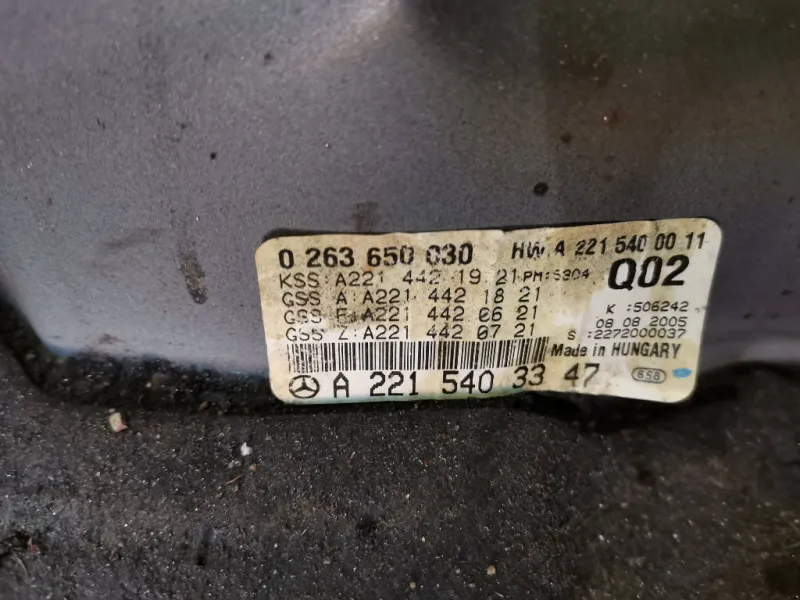 0 263 650 030 HW A 221 540 00 11
KSS:A221 442 19 21 PM:5304 Q02
GSS A:A221 442 18 21
GSS F:A221 442 06 21 K :506242
GSS Z:A221 442 07 21 08 08 2005
S :2272000037
Made in HUNGARY
A 221 540 33 47 858